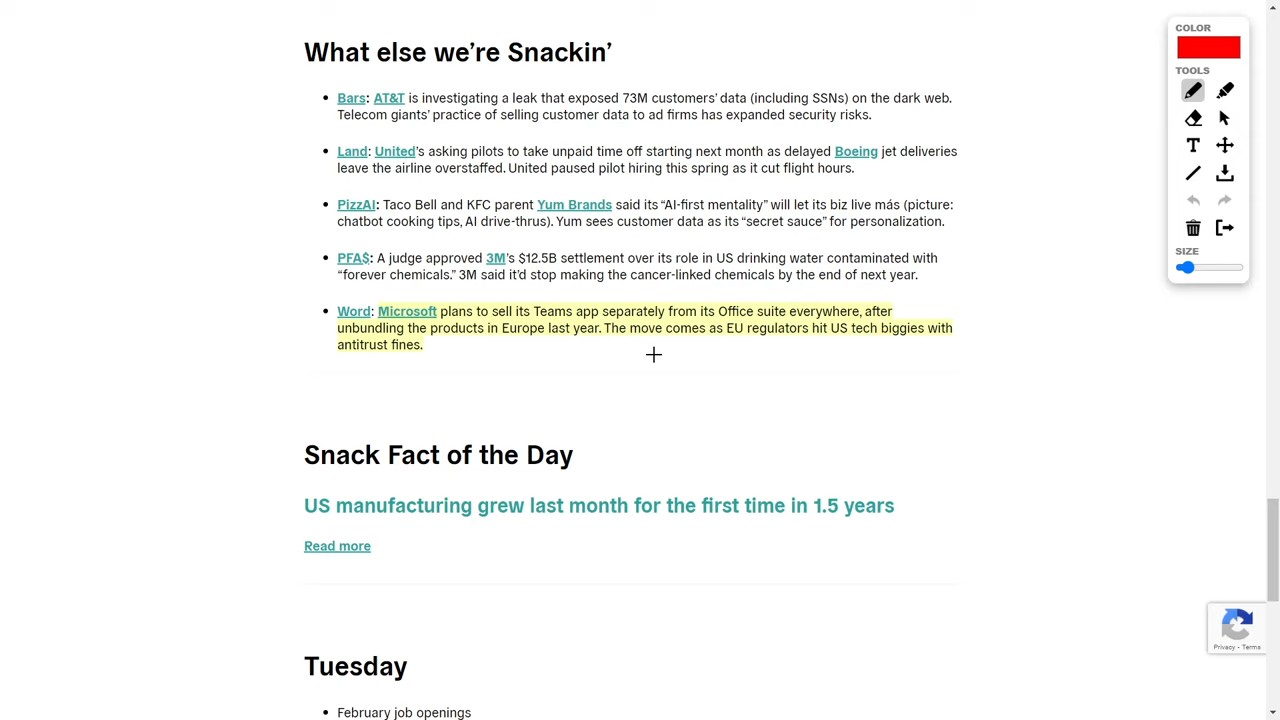 What else we’re Snackin’
• Bars: AT&T is investigating a leak that exposed 73M customers’ data (including SSNs) on the dark web.
Telecom giants’ practice of selling customer data to ad firms has expanded security risks.
• Land: United’s asking pilots to take unpaid time off starting next month as delayed Boeing jet deliveries
leave the airline overstaffed. United paused pilot hiring this spring as it cut flight hours.
• PizzAI: Taco Bell and KFC parent Yum Brands said its “AI-first mentality” will let its biz live más (picture:
chatbot cooking tips, AI drive-thrus). Yum sees customer data as its “secret sauce” for personalization.
• PFA$: A judge approved 3M’s $12.5B settlement over its role in US drinking water contaminated with
“forever chemicals.” 3M said it’d stop making the cancer-linked chemicals by the end of next year.
• Word: Microsoft plans to sell its Teams app separately from its Office suite everywhere, after
unbundling the products in Europe last year. The move comes as EU regulators hit US tech biggies with
antitrust fines.
Snack Fact of the Day
US manufacturing grew last month for the first time in 1.5 years
Read more
Tuesday
• February job openings
COLOR
TOOLS
T
SIZE
Privacy - Terms